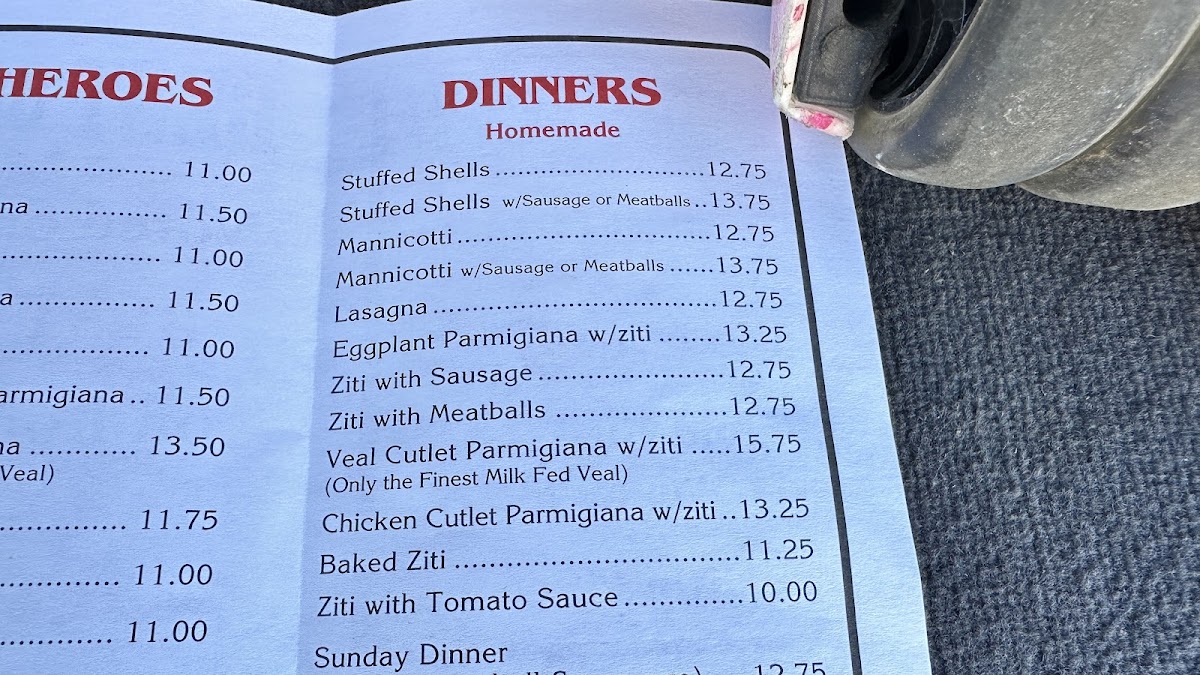 HEROES
11.00
11.50
11.00
11.50
11.00
armigiana .. 11.50
13.50
Veal)
11.75
11.00
11.00
DINNERS
Homemade
Stuffed Shells ........................... 12.75
Stuffed Shells w/Sausage or Meatballs .. 13.75
Mannicotti ................................. 12.75
Mannicotti w/Sausage or Meatballs ...... 13.75
Lasagna ..................................... 12.75
Eggplant Parmigiana w/ziti ........ 13.25
Ziti with Sausage ........................ 12.75
Ziti with Meatballs ...................... 12.75
Veal Cutlet Parmigiana w/ziti ..... 15.75
(Only the Finest Milk Fed Veal)
Chicken Cutlet Parmigiana w/ziti .. 13.25
Baked Ziti .................................... 11.25
Ziti with Tomato Sauce ............... 10.00
Sunday Dinner
12.75